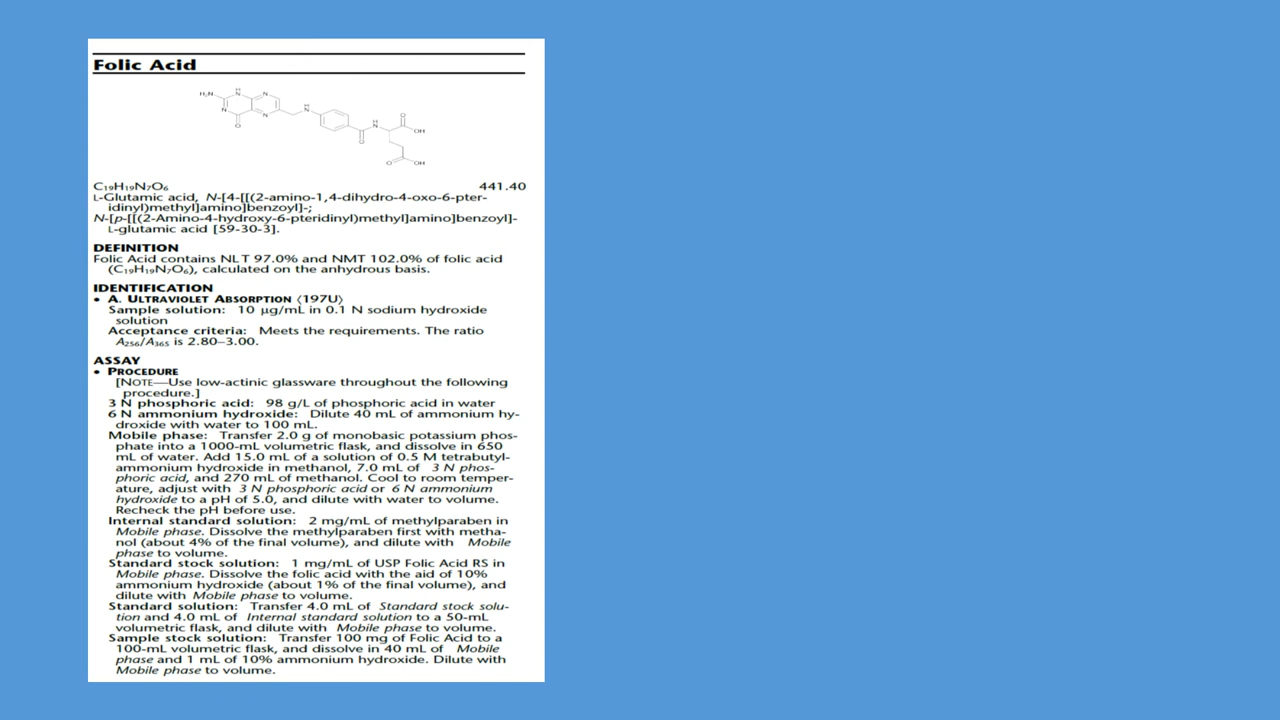 Folic Acid
H₂N H N N N N O H N O H N O OH O OH
C₁₉H₁₉N₇O₆ 441.40
L-Glutamic acid, N-[4-[[(2-amino-1,4-dihydro-4-oxo-6-pter-
idinyl)methyl]amino]benzoyl]-;
N-[p-[[(2-Amino-4-hydroxy-6-pteridinyl)methyl]amino]benzoyl]-
L-glutamic acid [59-30-3].
DEFINITION
Folic Acid contains NLT 97.0% and NMT 102.0% of folic acid
(C₁₉H₁₉N₇O₆), calculated on the anhydrous basis.
IDENTIFICATION
• A. ULTRAVIOLET ABSORPTION ⟨197U⟩
Sample solution: 10 µg/mL in 0.1 N sodium hydroxide
solution
Acceptance criteria: Meets the requirements. The ratio
A₂₅₆/A₃₆₅ is 2.80–3.00.
ASSAY
• PROCEDURE
[NOTE—Use low-actinic glassware throughout the following
procedure.]
3 N phosphoric acid: 98 g/L of phosphoric acid in water
6 N ammonium hydroxide: Dilute 40 mL of ammonium hy-
droxide with water to 100 mL.
Mobile phase: Transfer 2.0 g of monobasic potassium phos-
phate into a 1000-mL volumetric flask, and dissolve in 650
mL of water. Add 15.0 mL of a solution of 0.5 M tetrabutyl-
ammonium hydroxide in methanol, 7.0 mL of 3 N phos-
phoric acid, and 270 mL of methanol. Cool to room temper-
ature, adjust with 3 N phosphoric acid or 6 N ammonium
hydroxide to a pH of 5.0, and dilute with water to volume.
Recheck the pH before use.
Internal standard solution: 2 mg/mL of methylparaben in
Mobile phase. Dissolve the methylparaben first with metha-
nol (about 4% of the final volume), and dilute with Mobile
phase to volume.
Standard stock solution: 1 mg/mL of USP Folic Acid RS in
Mobile phase. Dissolve the folic acid with the aid of 10%
ammonium hydroxide (about 1% of the final volume), and
dilute with Mobile phase to volume.
Standard solution: Transfer 4.0 mL of Standard stock solu-
tion and 4.0 mL of Internal standard solution to a 50-mL
volumetric flask, and dilute with Mobile phase to volume.
Sample stock solution: Transfer 100 mg of Folic Acid to a
100-mL volumetric flask, and dissolve in 40 mL of Mobile
phase and 1 mL of 10% ammonium hydroxide. Dilute with
Mobile phase to volume.